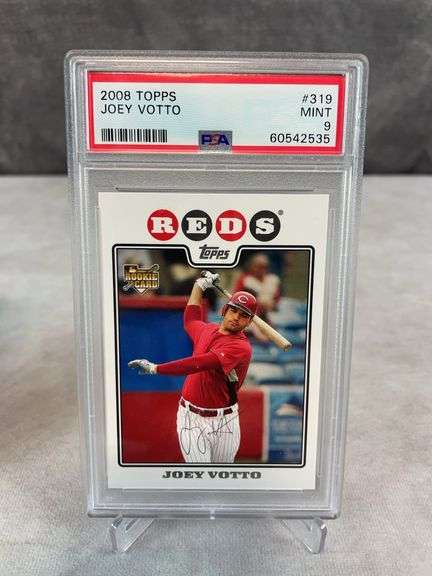 2008 TOPPS #319
JOEY VOTTO MINT
9
PSA 60542535
REDS®
Topps
ROOKIE CARD
JOEY VOTTO